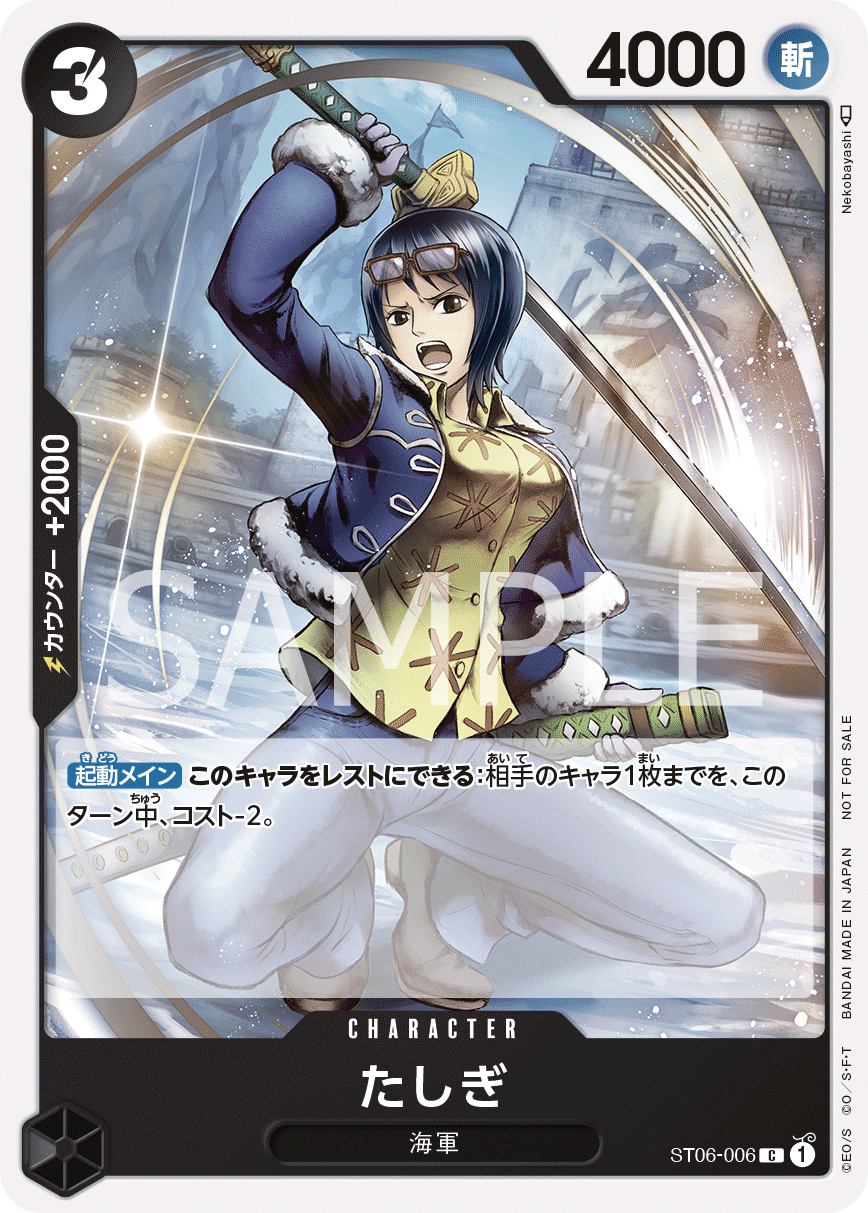 3
4000
斬
Nekobayashi
カウンター +2000
SAMPLE
起動メイン このキャラをレストにできる:相手のキャラ1枚までを、この
ターン中、コスト-2。
CHARACTER
たしぎ
海軍
ST06-006 C 1
©EO/S ©O/S・F・T BANDAI MADE IN JAPAN NOT FOR SALE